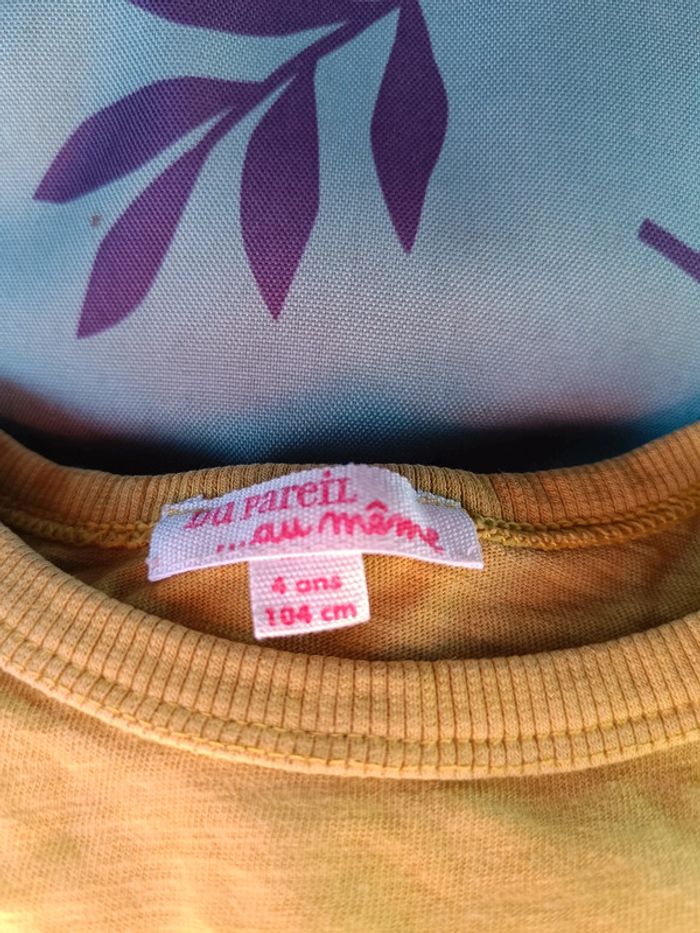 DU PAREIL
...au même
4 ans
104 cm